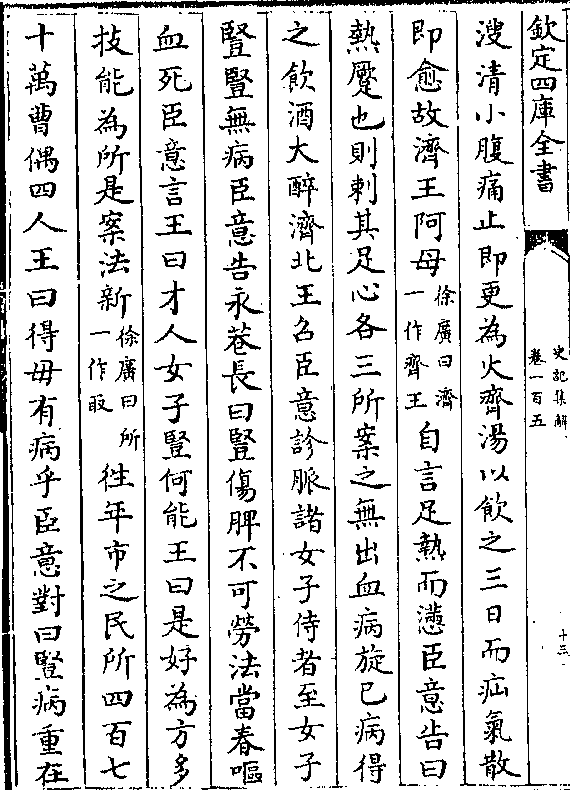 欽定四庫全書
史記集解
卷一百五
十三
溲清小腹痛止即更為火齊湯以飲之三日而疝氣散
即愈故濟王阿母徐廣曰濟一作齊王自言足熱而懣臣意告曰
熱蹷也則刺其足心各三所案之無出血病旋已病得
之飲酒大醉濟北王召臣意診脈諸女子侍者至女子
豎豎無病臣意告永巷長曰豎傷脾不可勞法當春嘔
血死臣意言王曰才人女子豎何能王曰是好為方多
技能為所是案法新徐廣曰所一作取往年市之民所四百七
十萬曹偶四人王曰得毋有病乎臣意對曰豎病重在